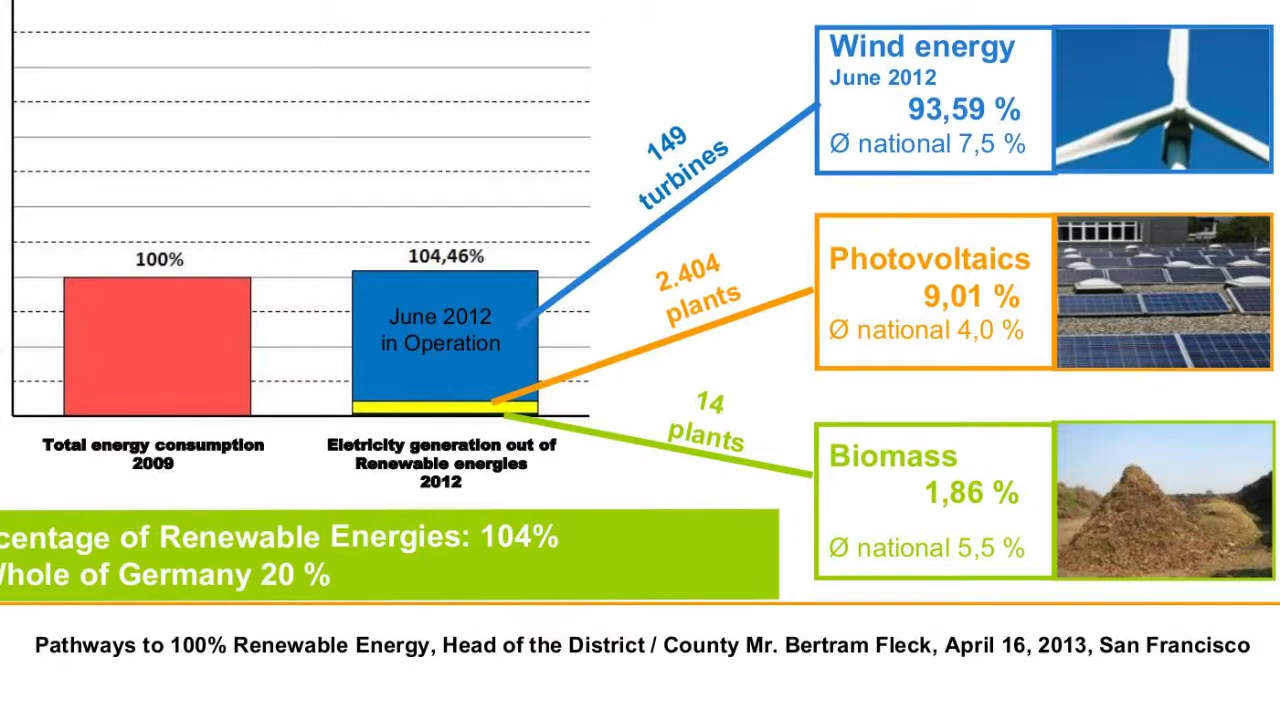 Wind energy
June 2012
93,59 %
Ø national 7,5 %
149
turbines
100%
104,46%
June 2012
in Operation
2.404
plants
Photovoltaics
9,01 %
Ø national 4,0 %
14
plants
Biomass
1,86 %
Ø national 5,5 %
Total energy consumption
2009
Eletricity generation out of
Renewable energies
2012
centage of Renewable Energies: 104%
Whole of Germany 20 %
Pathways to 100% Renewable Energy, Head of the District / County Mr. Bertram Fleck, April 16, 2013, San Francisco